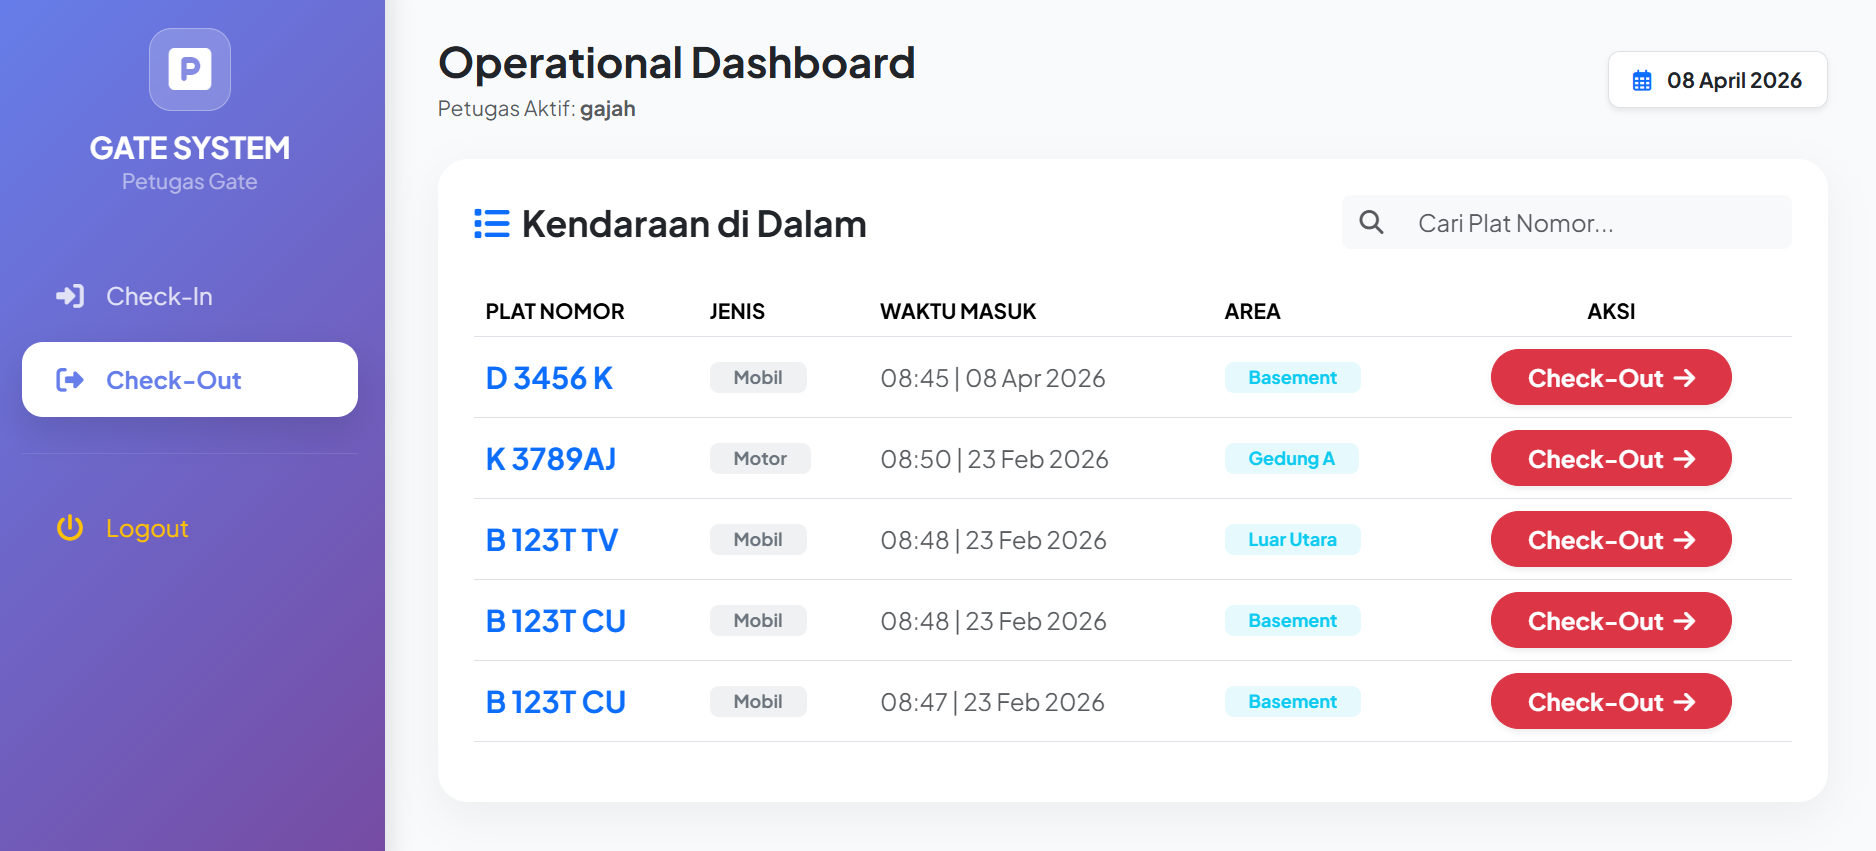 P
GATE SYSTEM
Petugas Gate
Check-In
Check-Out
Logout
Operational Dashboard
Petugas Aktif: gajah
08 April 2026
Kendaraan di Dalam
Cari Plat Nomor...
PLAT NOMOR JENIS WAKTU MASUK AREA AKSI
D 3456 K Mobil 08:45 | 08 Apr 2026 Basement Check-Out
K 3789AJ Motor 08:50 | 23 Feb 2026 Gedung A Check-Out
B 123T TV Mobil 08:48 | 23 Feb 2026 Luar Utara Check-Out
B 123T CU Mobil 08:48 | 23 Feb 2026 Basement Check-Out
B 123T CU Mobil 08:47 | 23 Feb 2026 Basement Check-Out